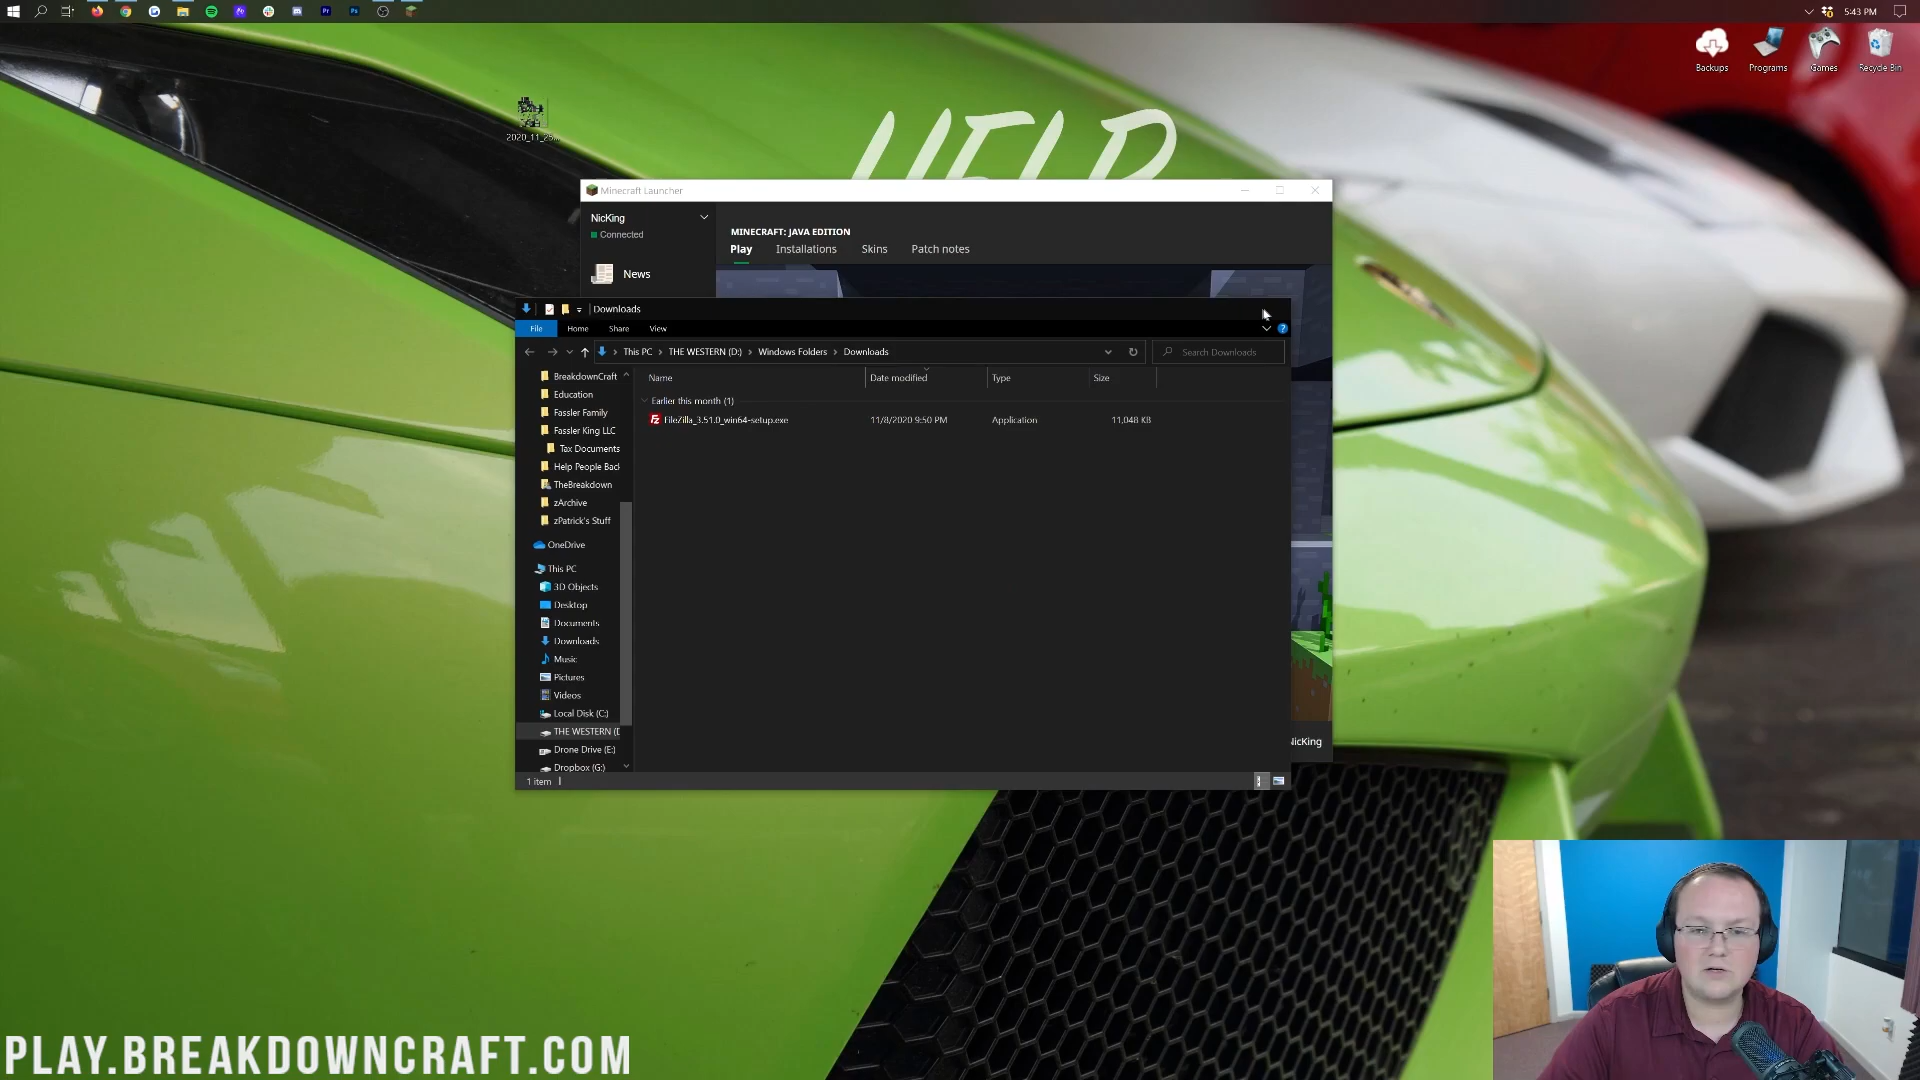 5:43 PM
Backups
Programs
Games
Recycle Bin
2020_11_25...
HELP
Minecraft Launcher
NicKing
Connected
News
MINECRAFT: JAVA EDITION
Play
Installations
Skins
Patch notes
Downloads
File
Home
Share
View
This PC
THE WESTERN (D:)
Windows Folders
Downloads
Search Downloads
Name
Date modified
Type
Size
Earlier this month (1)
FileZilla_3.51.0_win64-setup.exe
11/8/2020 9:50 PM
Application
11,048 KB
BreakdownCraft
Education
Fassler Family
Fassler King LLC
Tax Documents
Help People Back
TheBreakdown
zArchive
zPatrick's Stuff
OneDrive
This PC
3D Objects
Desktop
Documents
Downloads
Music
Pictures
Videos
Local Disk (C:)
THE WESTERN (D
Drone Drive (E:)
Dropbox (G:)
1 item
NicKing
PLAY.BREAKDOWNCRAFT.COM